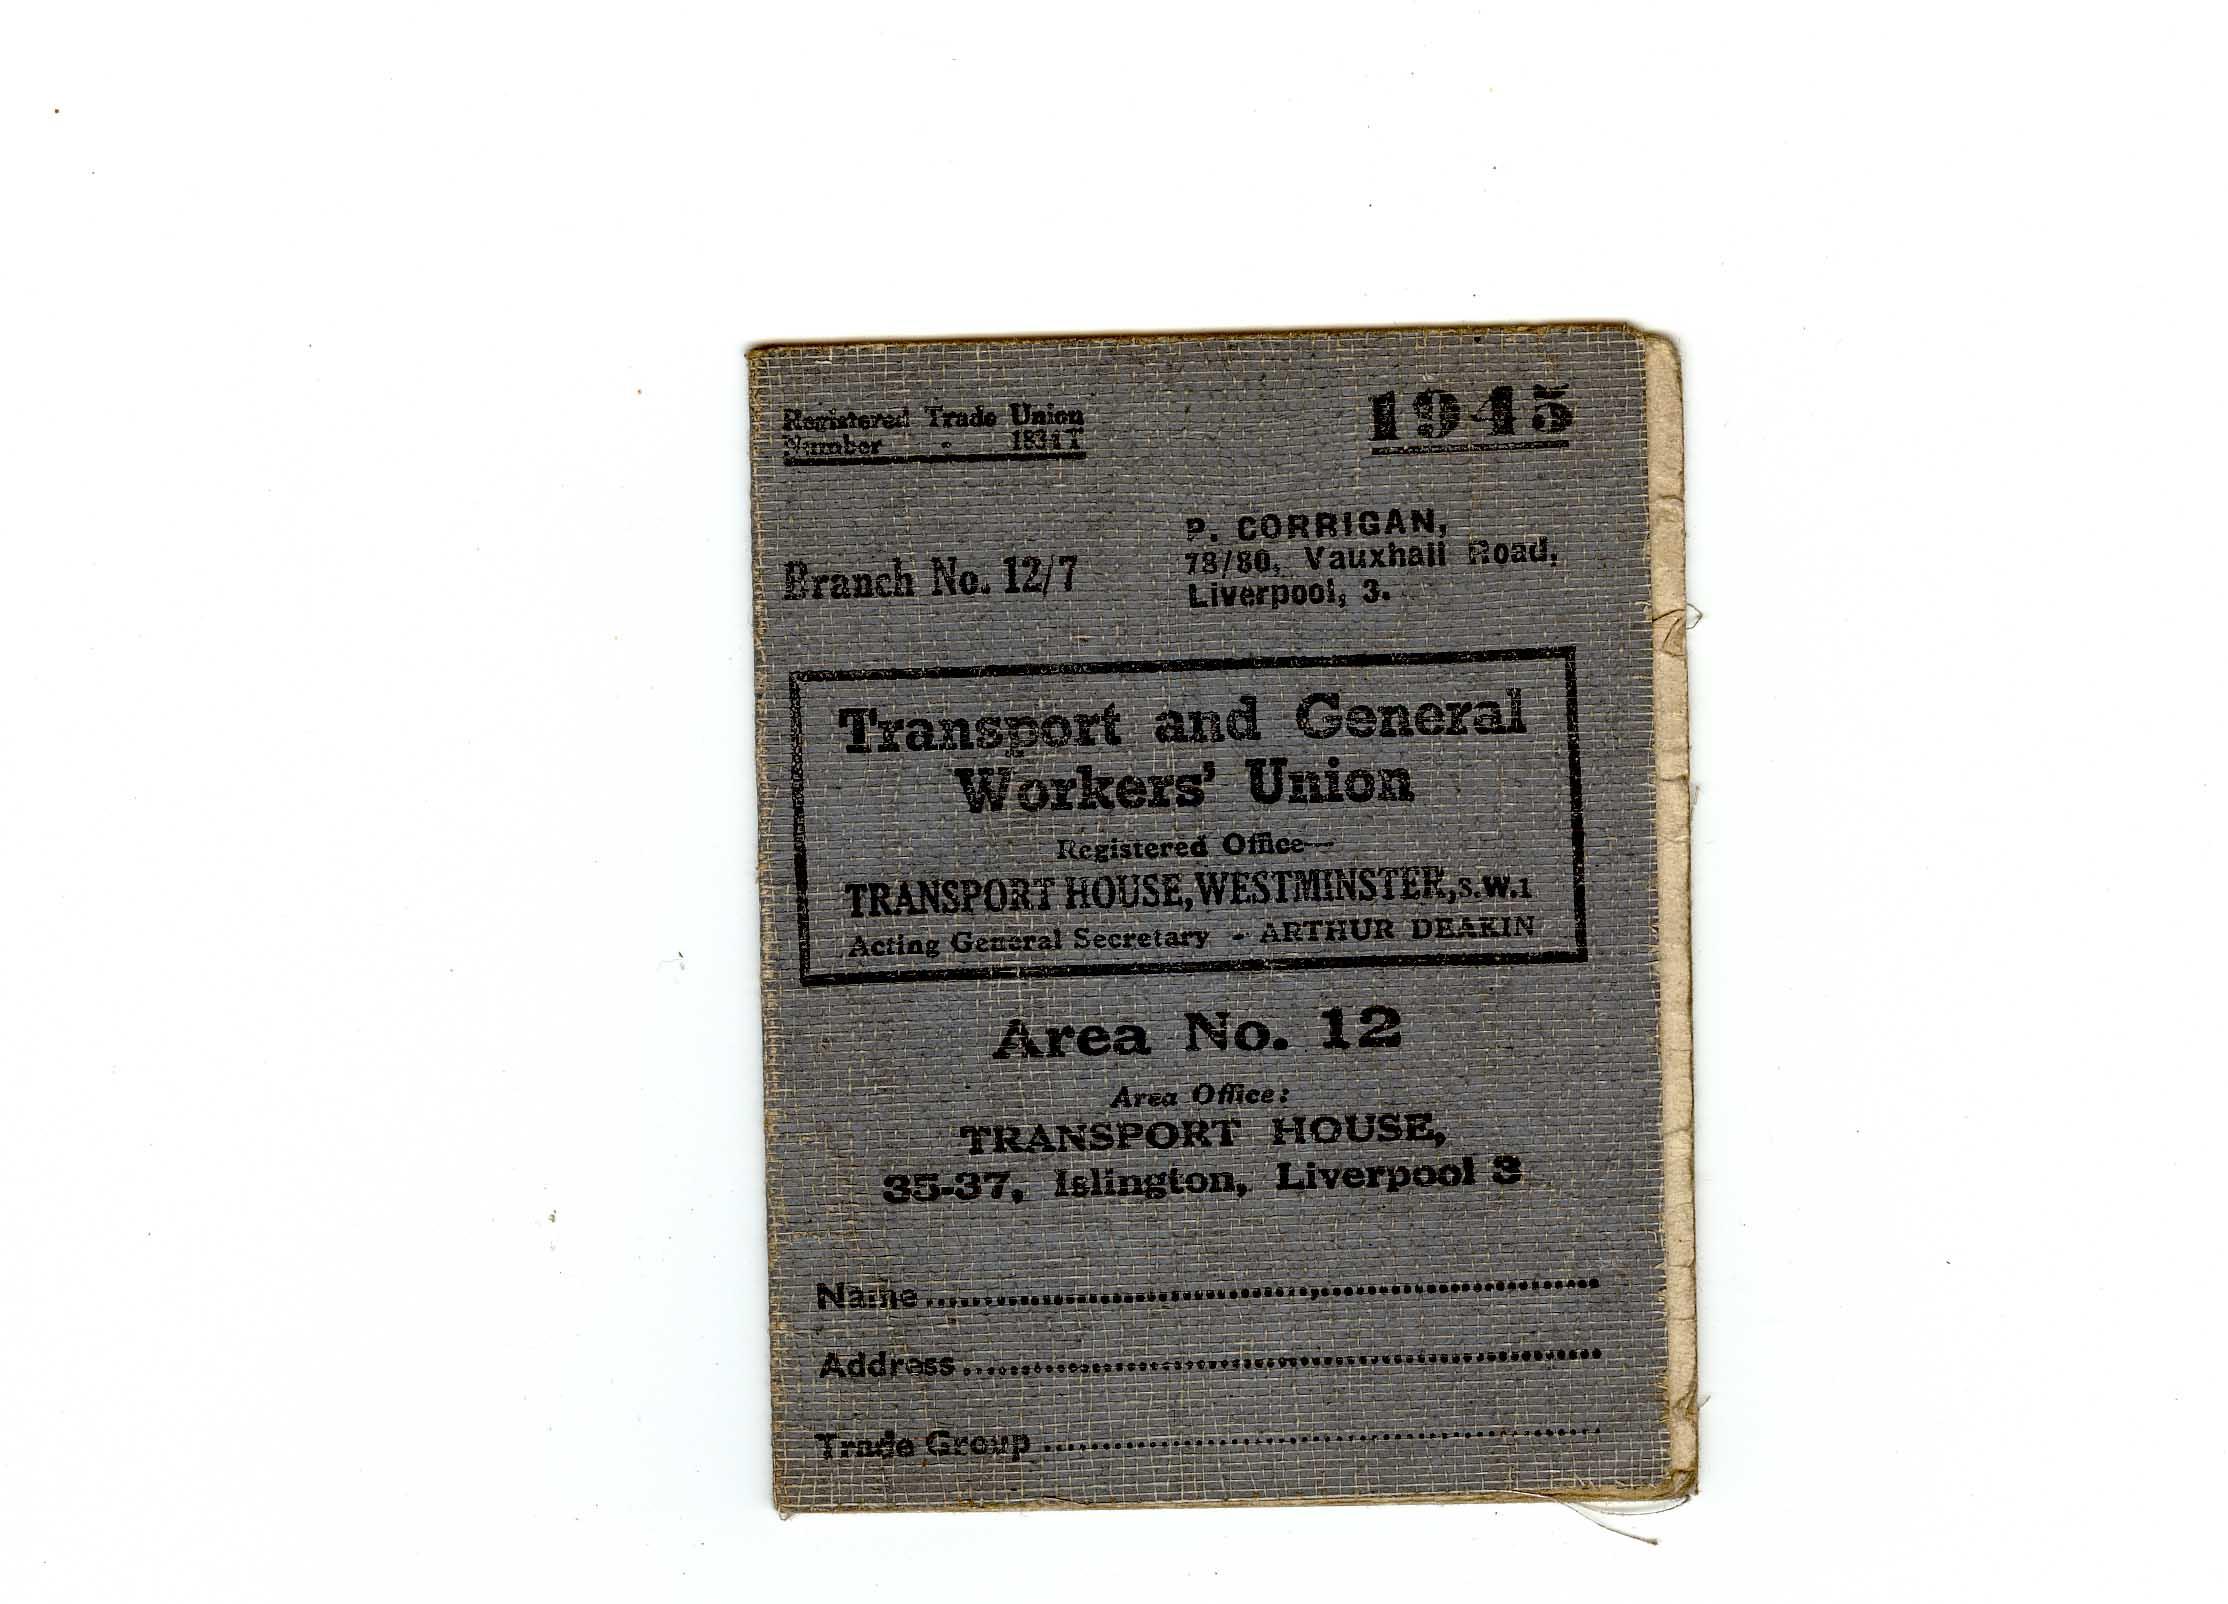 Registered Trade Union
Number - 1834T
1945
Branch No. 12/7
P. CORRIGAN,
78/80, Vauxhall Road,
Liverpool, 3.
Transport and General
Workers' Union
Registered Office—
TRANSPORT HOUSE, WESTMINSTER, S.W.1
Acting General Secretary - ARTHUR DEAKIN
Area No. 12
Area Office:
TRANSPORT HOUSE,
35-37, Islington, Liverpool 3
Name
Address
Trade Group